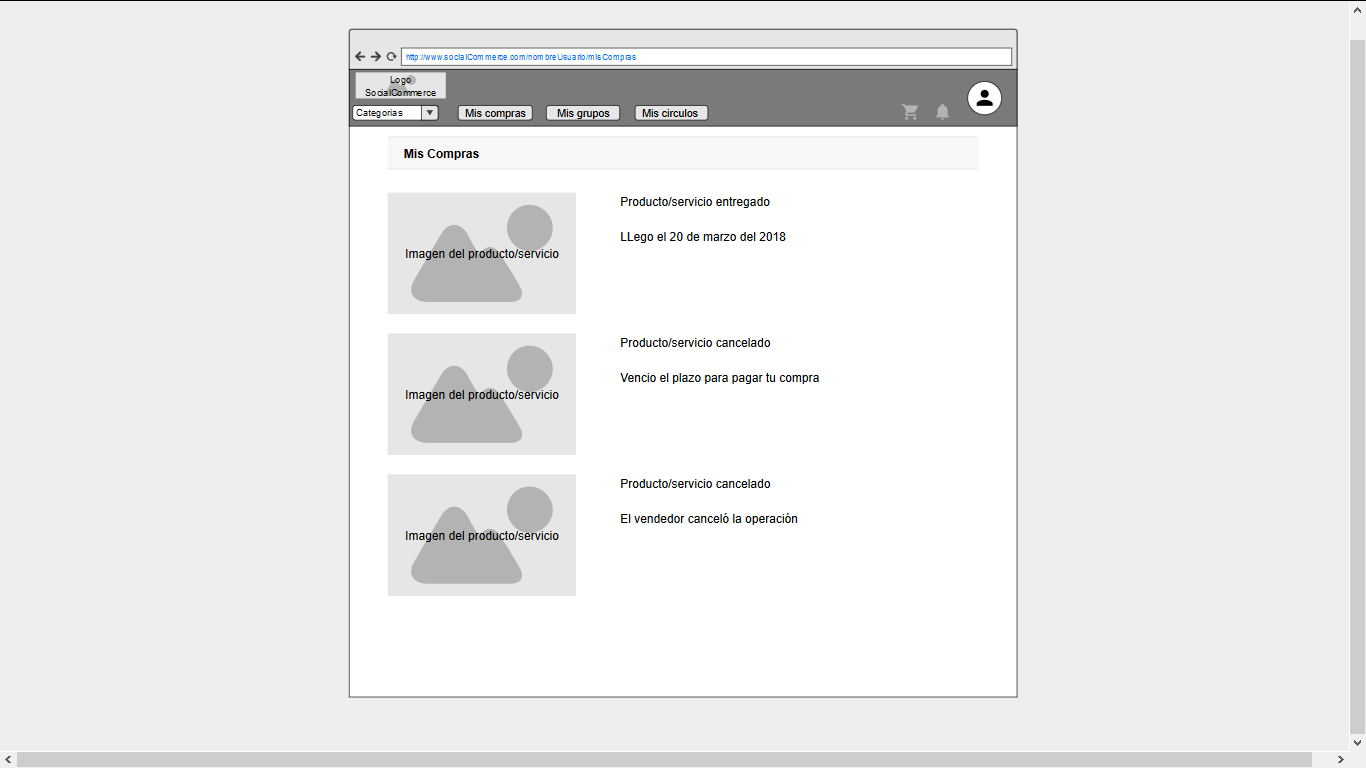 http://www.socialCommerce.com/nombreUsuario/misCompras
Logo
SocialCommerce
Categorias
Mis compras
Mis grupos
Mis circulos
Mis Compras
Imagen del producto/servicio
Producto/servicio entregado
LLego el 20 de marzo del 2018
Imagen del producto/servicio
Producto/servicio cancelado
Vencio el plazo para pagar tu compra
Imagen del producto/servicio
Producto/servicio cancelado
El vendedor canceló la operación